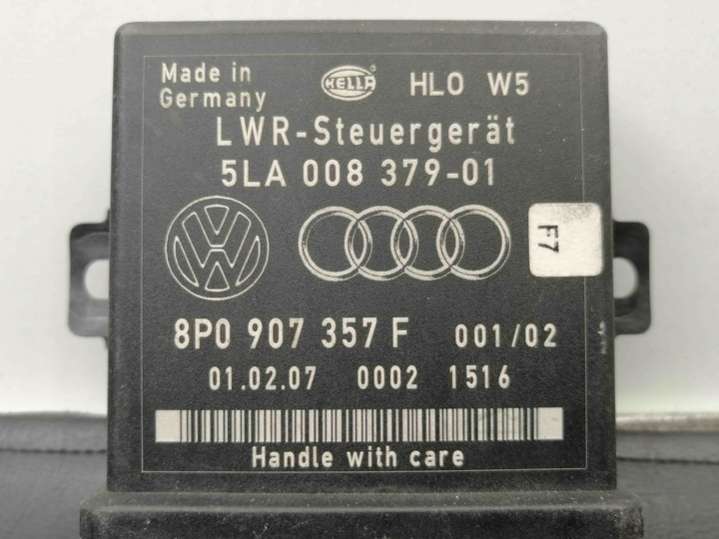 Made in HELLA HLO W5
Germany
LWR-Steuergerät
5LA 008 379-01
VW
F7
8P0 907 357 F 001/02
01.02.07 0002 1516
Handle with care